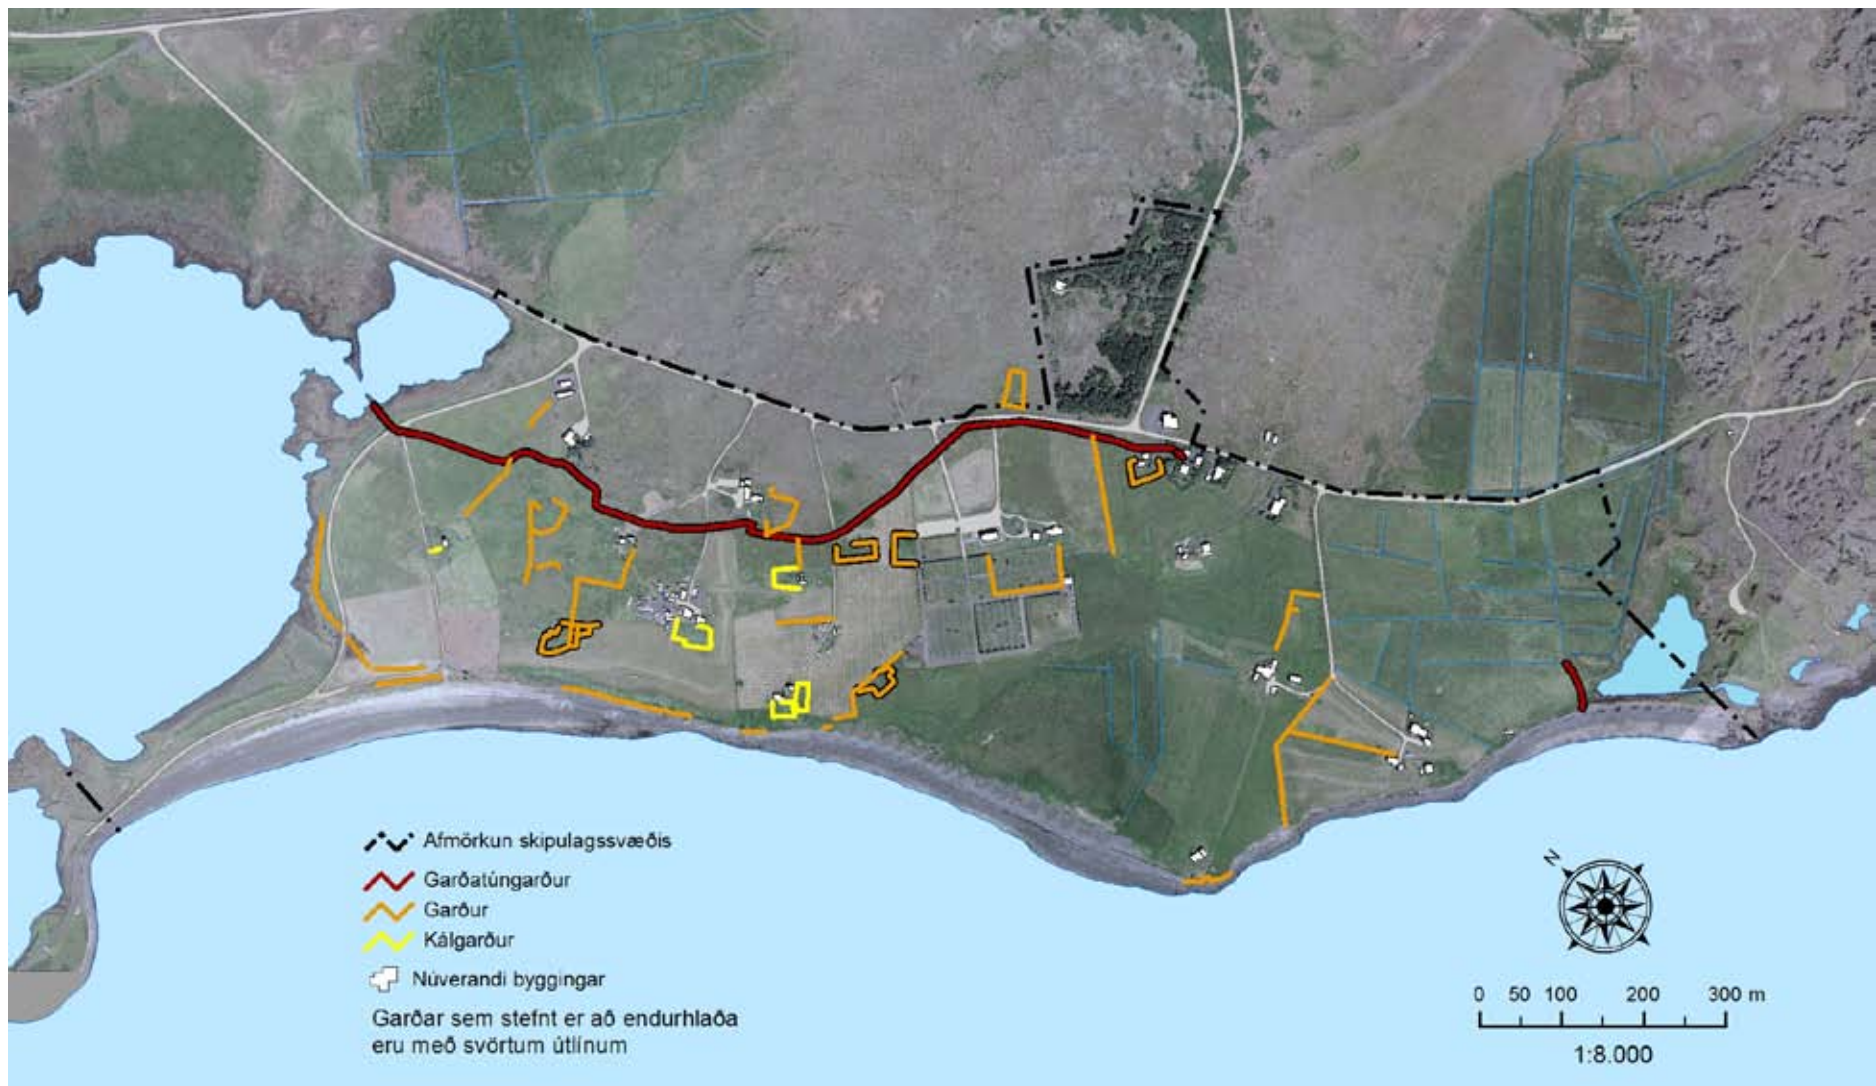 Afmörkun skipulagssvæðis
Garðatúngarður
Garður
Kálgarður
Núverandi byggingar
Garðar sem stefnt er að endurhlaða
eru með svörtum útlínum
N
0 50 100 200 300 m
1:8.000